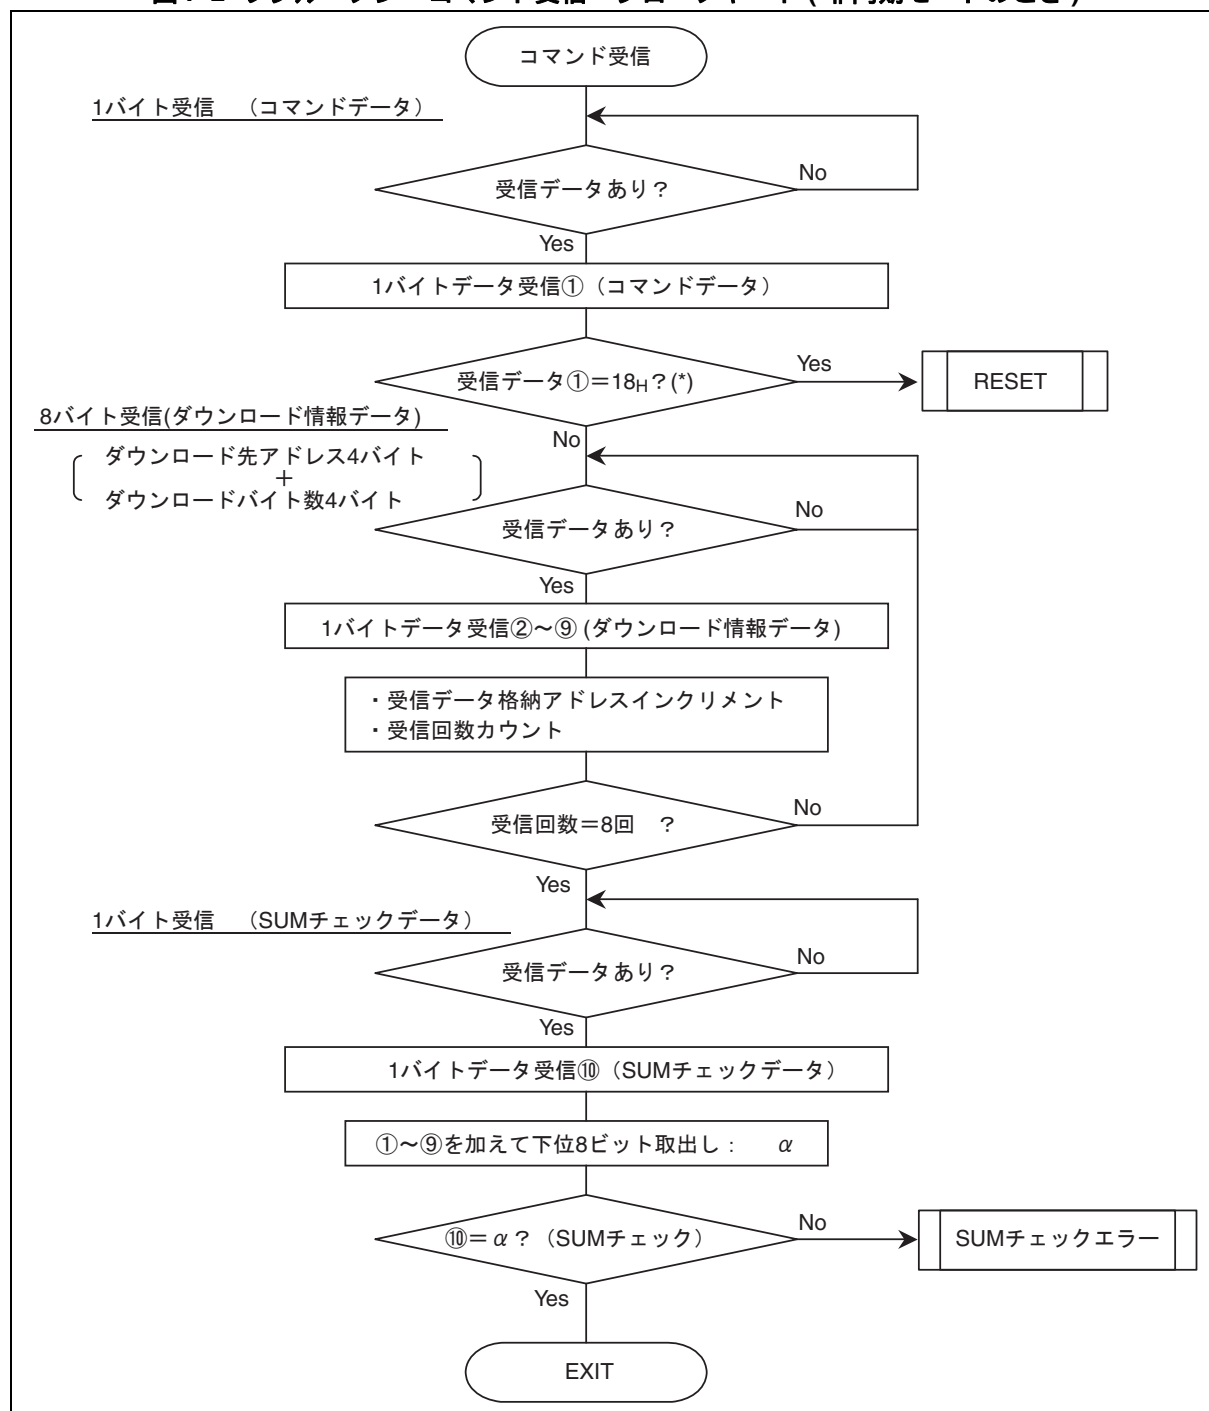 コマンド受信
1バイト受信 （コマンドデータ）
受信データあり？
No
Yes
1バイトデータ受信①（コマンドデータ）
受信データ①＝18H？(*)
Yes
RESET
No
8バイト受信(ダウンロード情報データ)
ダウンロード先アドレス4バイト
＋
ダウンロードバイト数4バイト
受信データあり？
No
Yes
1バイトデータ受信②～⑨ (ダウンロード情報データ)
・受信データ格納アドレスインクリメント
・受信回数カウント
受信回数＝8回 ？
No
Yes
1バイト受信 （SUMチェックデータ）
受信データあり？
No
Yes
1バイトデータ受信⑩（SUMチェックデータ）
①～⑨を加えて下位8ビット取出し： α
⑩＝α？（SUMチェック）
No
SUMチェックエラー
Yes
EXIT